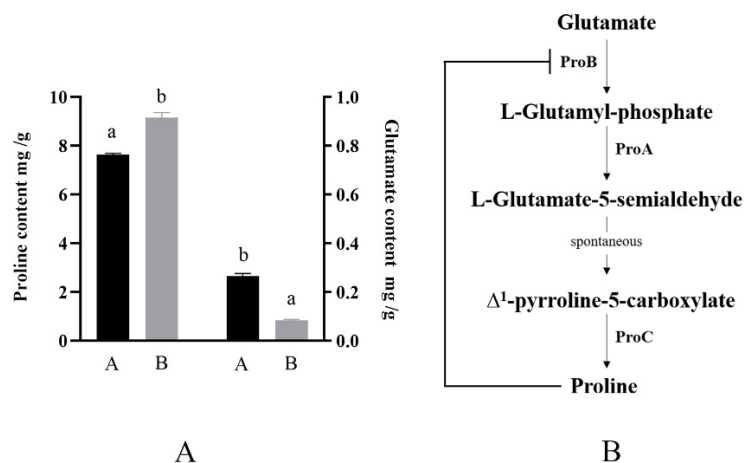 Proline content mg /g
10
8
6
4
2
0
a
b
b
a
A
B
A
B
1.0
0.8
0.6
0.4
0.2
0.0
Glutamate content mg /g
A
Glutamate
ProB
L-Glutamyl-phosphate
ProA
L-Glutamate-5-semialdehyde
spontaneous
Δ¹-pyrroline-5-carboxylate
ProC
Proline
B